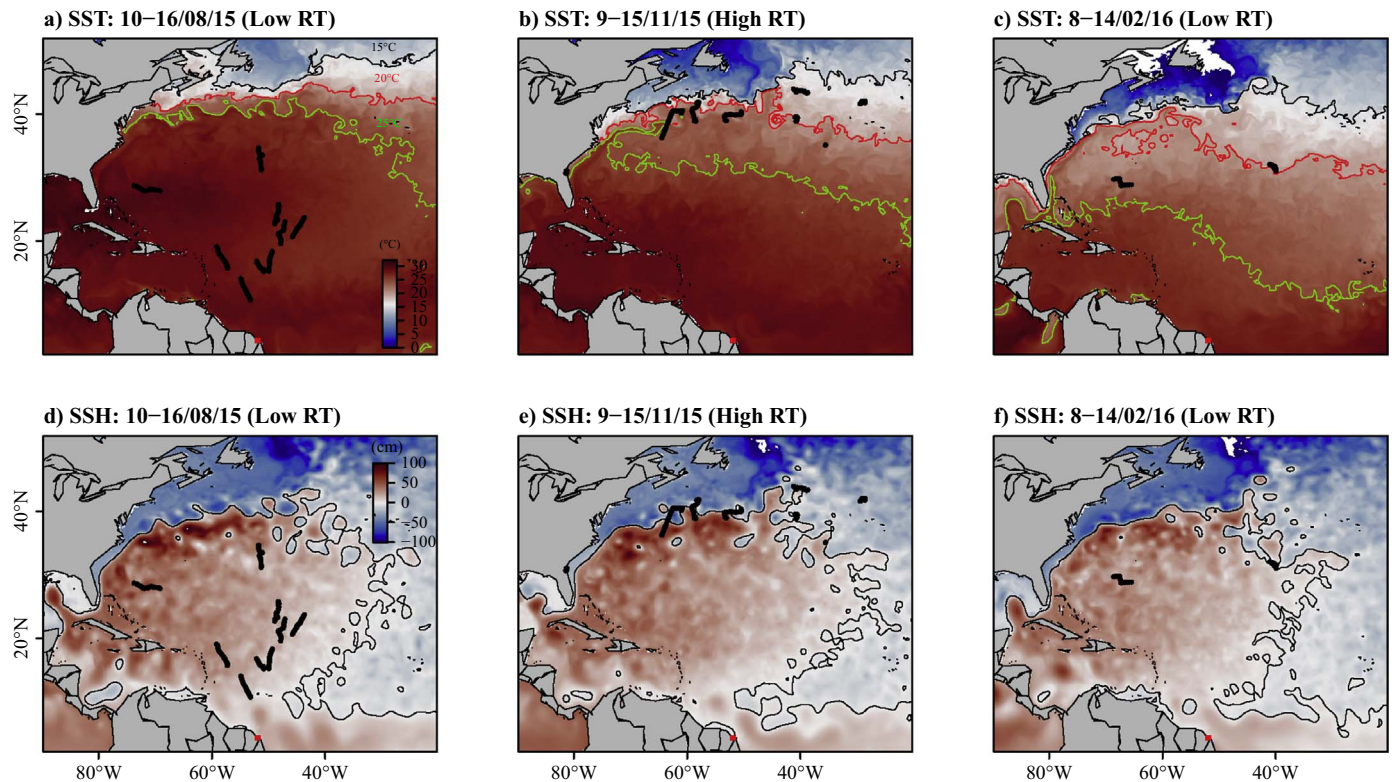 a) SST: 10−16/08/15 (Low RT)
b) SST: 9−15/11/15 (High RT)
c) SST: 8−14/02/16 (Low RT)
15°C
20°C
25°C
40°N
20°N
(°C)
30
25
20
15
10
5
0
d) SSH: 10−16/08/15 (Low RT)
e) SSH: 9−15/11/15 (High RT)
f) SSH: 8−14/02/16 (Low RT)
(cm)
100
50
0
−50
−100
40°N
20°N
80°W 60°W 40°W
80°W 60°W 40°W
80°W 60°W 40°W